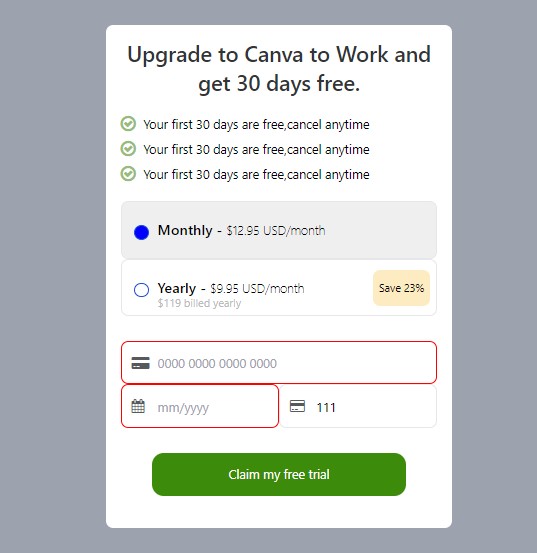 Upgrade to Canva to Work and
get 30 days free.
Your first 30 days are free,cancel anytime
Your first 30 days are free,cancel anytime
Your first 30 days are free,cancel anytime
Monthly - $12.95 USD/month
Yearly - $9.95 USD/month
$119 billed yearly
Save 23%
0000 0000 0000 0000
mm/yyyy
111
Claim my free trial